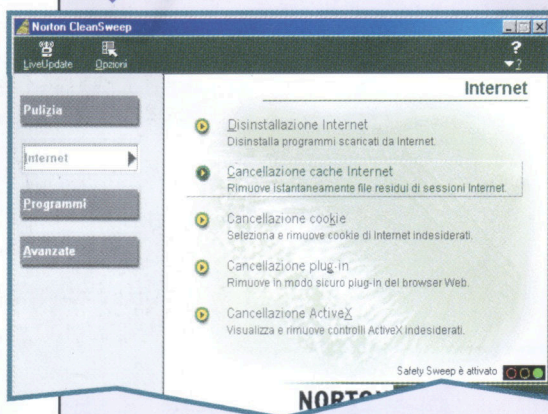 Norton CleanSweep
LiveUpdate Opzioni ? 2
Internet
Pulizia
Internet
Programmi
Avanzate
Disinstallazione Internet
Disinstalla programmi scaricati da Internet.
Cancellazione cache Internet
Rimuove istantaneamente file residui di sessioni Internet.
Cancellazione cookie
Seleziona e rimuove cookie di Internet indesiderati.
Cancellazione plug-in
Rimuove in modo sicuro plug-in del browser Web.
Cancellazione ActiveX
Visualizza e rimuove controlli ActiveX indesiderati.
Safety Sweep è attivato
NORTON